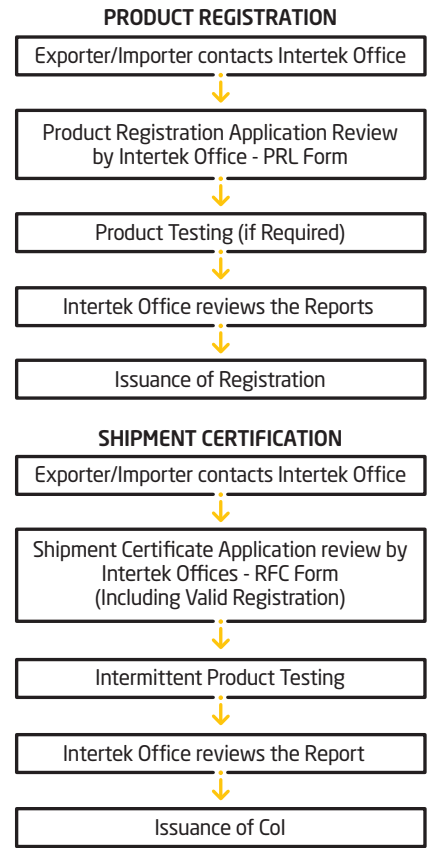 PRODUCT REGISTRATION
Exporter/Importer contacts Intertek Office
Product Registration Application Review
by Intertek Office - PRL Form
Product Testing (if Required)
Intertek Office reviews the Reports
Issuance of Registration
SHIPMENT CERTIFICATION
Exporter/Importer contacts Intertek Office
Shipment Certificate Application review by
Intertek Offices - RFC Form
(Including Valid Registration)
Intermittent Product Testing
Intertek Office reviews the Report
Issuance of CoI